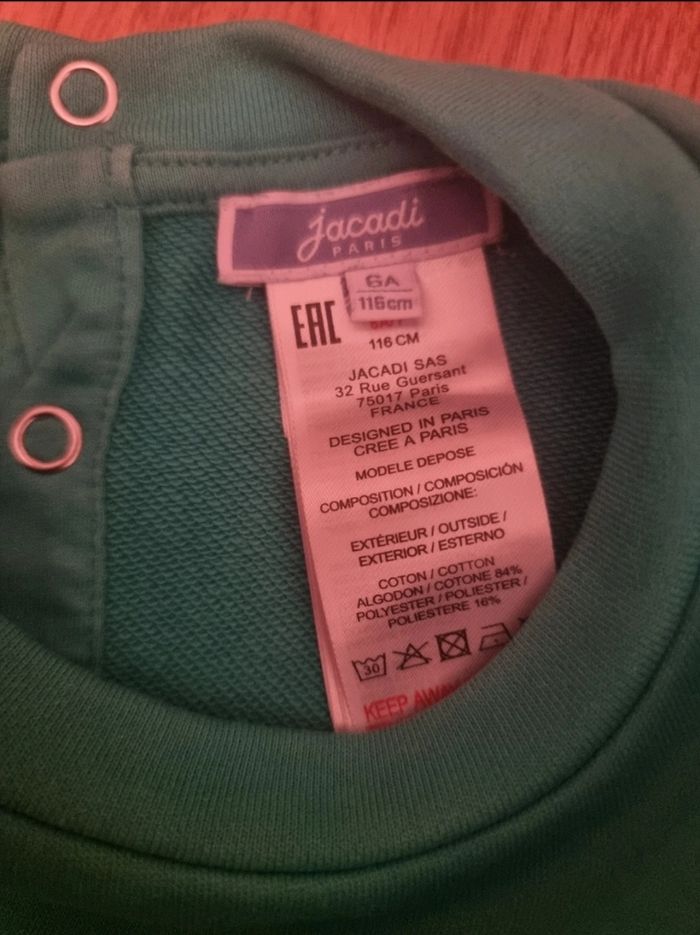 jacadi
PARIS
6A
116cm
EAC
116 CM
JACADI SAS
32 Rue Guersant
75017 Paris
FRANCE
DESIGNED IN PARIS
CREE A PARIS
MODELE DEPOSE
COMPOSITION / COMPOSICIÓN
COMPOSIZIONE:
EXTÉRIEUR / OUTSIDE /
EXTERIOR / ESTERNO
COTON / COTTON
ALGODON / COTONE 84%
POLYESTER / POLIESTER /
POLIESTERE 16%
30
KEEP AWAY